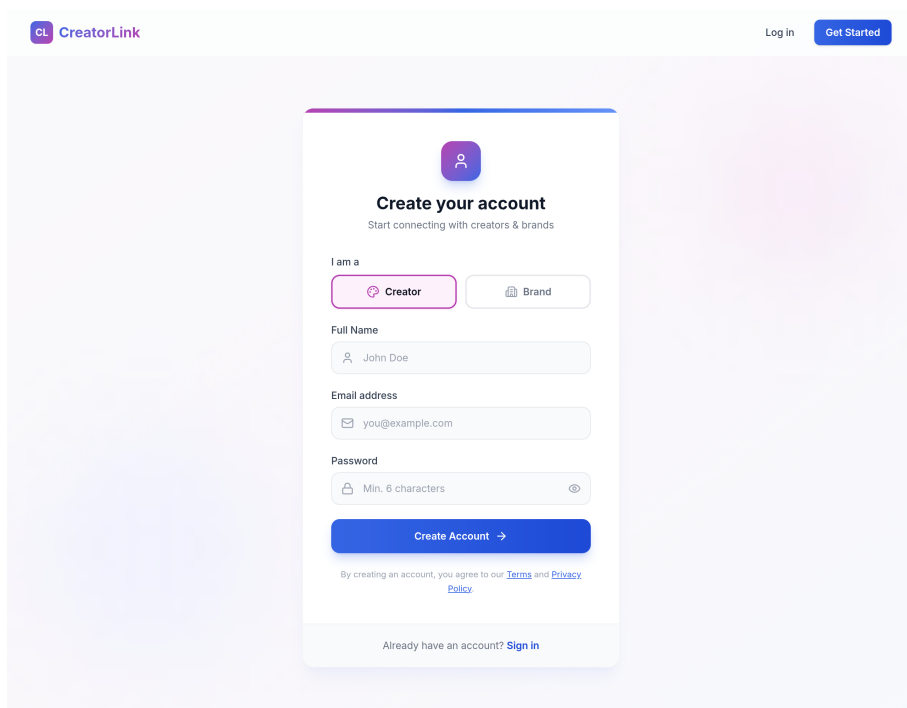 CL CreatorLink
Log in
Get Started
Create your account
Start connecting with creators & brands
I am a
Creator
Brand
Full Name
John Doe
Email address
you@example.com
Password
Min. 6 characters
Create Account →
By creating an account, you agree to our Terms and Privacy
Policy.
Already have an account? Sign in